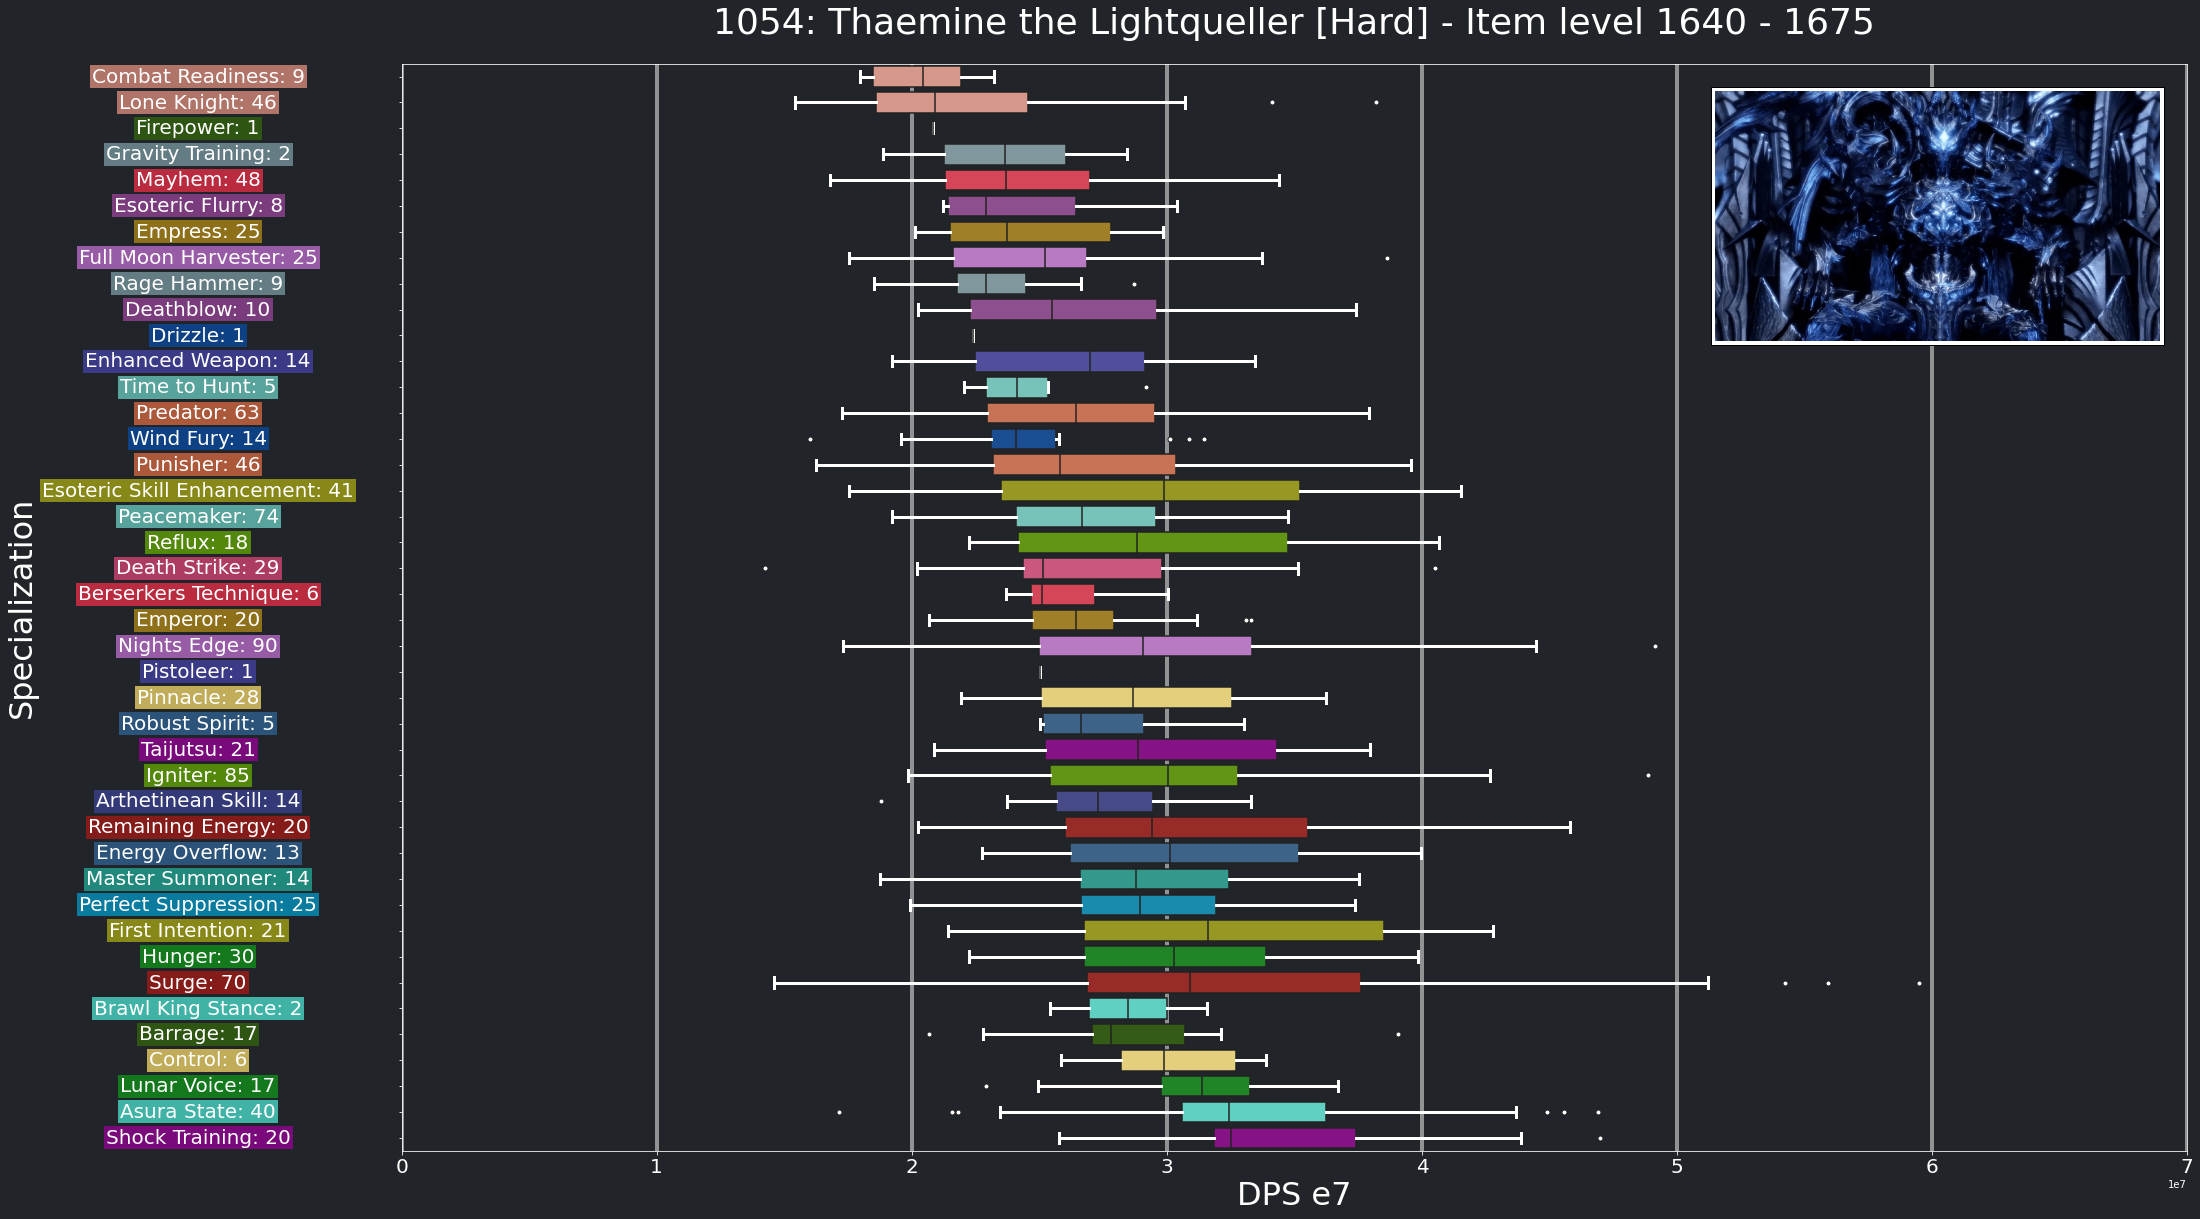 1054: Thaemine the Lightqueller [Hard] - Item level 1640 - 1675
Specialization
Combat Readiness: 9
Lone Knight: 46
Firepower: 1
Gravity Training: 2
Mayhem: 48
Esoteric Flurry: 8
Empress: 25
Full Moon Harvester: 25
Rage Hammer: 9
Deathblow: 10
Drizzle: 1
Enhanced Weapon: 14
Time to Hunt: 5
Predator: 63
Wind Fury: 14
Punisher: 46
Esoteric Skill Enhancement: 41
Peacemaker: 74
Reflux: 18
Death Strike: 29
Berserkers Technique: 6
Emperor: 20
Nights Edge: 90
Pistoleer: 1
Pinnacle: 28
Robust Spirit: 5
Taijutsu: 21
Igniter: 85
Arthetinean Skill: 14
Remaining Energy: 20
Energy Overflow: 13
Master Summoner: 14
Perfect Suppression: 25
First Intention: 21
Hunger: 30
Surge: 70
Brawl King Stance: 2
Barrage: 17
Control: 6
Lunar Voice: 17
Asura State: 40
Shock Training: 20
0 1 2 3 4 5 6 7
1e7
DPS e7